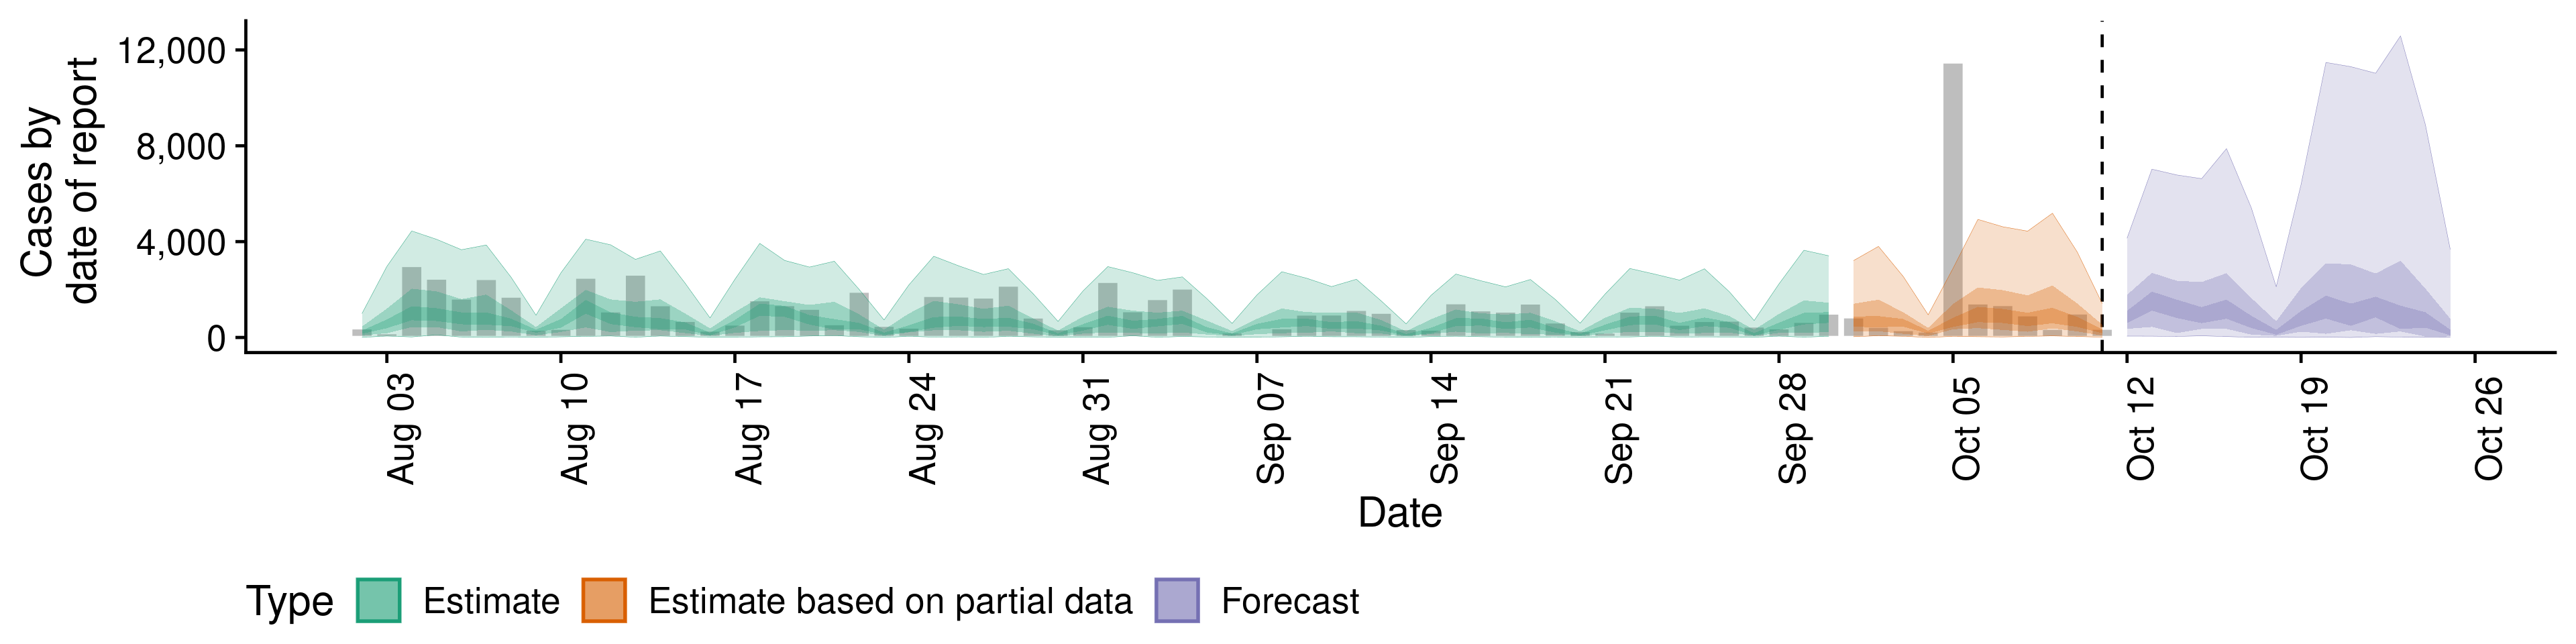 Cases by
date of report
12,000
8,000
4,000
0
Aug 03
Aug 10
Aug 17
Aug 24
Aug 31
Sep 07
Sep 14
Sep 21
Sep 28
Oct 05
Oct 12
Oct 19
Oct 26
Date
Type Estimate Estimate based on partial data Forecast